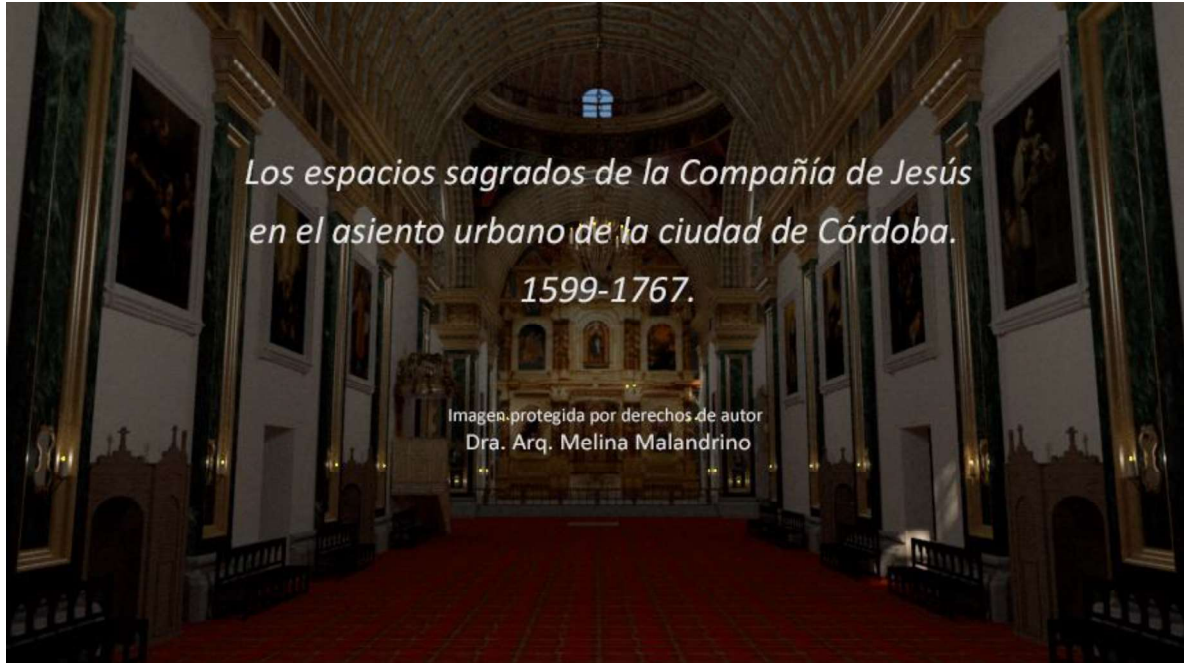 Los espacios sagrados de la Compañía de Jesús
en el asiento urbano de la ciudad de Córdoba.
1599-1767.
Imagen protegida por derechos de autor
Dra. Arq. Melina Malandrino